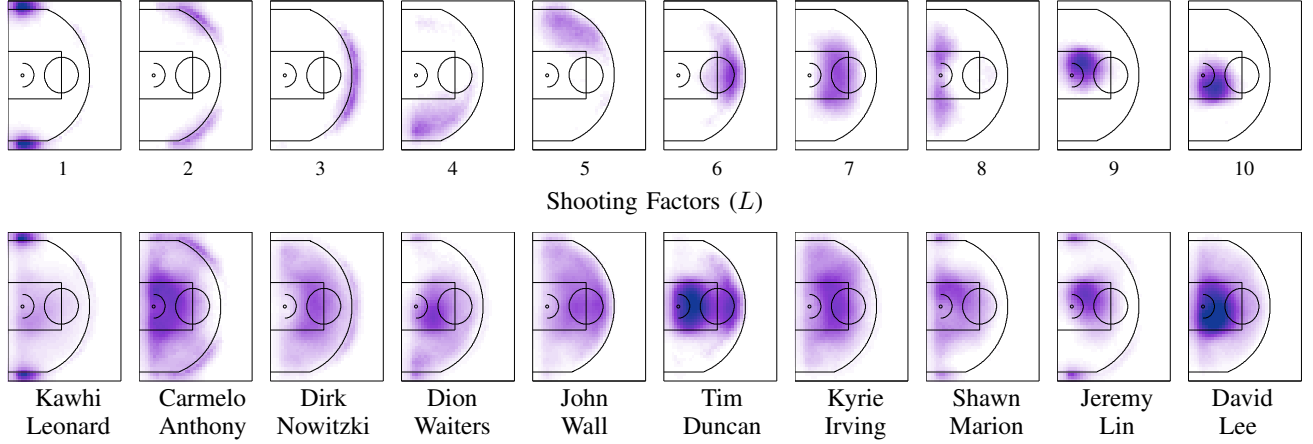 1 2 3 4 5 6 7 8 9 10
Shooting Factors (L)
Kawhi Carmelo Dirk Dion John Tim Kyrie Shawn Jeremy David
Leonard Anthony Nowitzki Waiters Wall Duncan Irving Marion Lin Lee